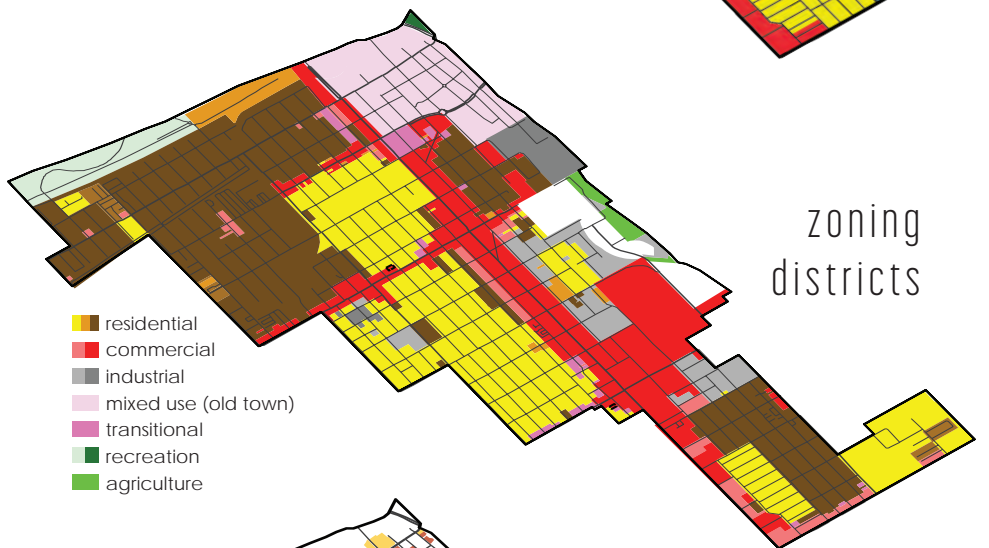 zoning
districts
residential
commercial
industrial
mixed use (old town)
transitional
recreation
agriculture